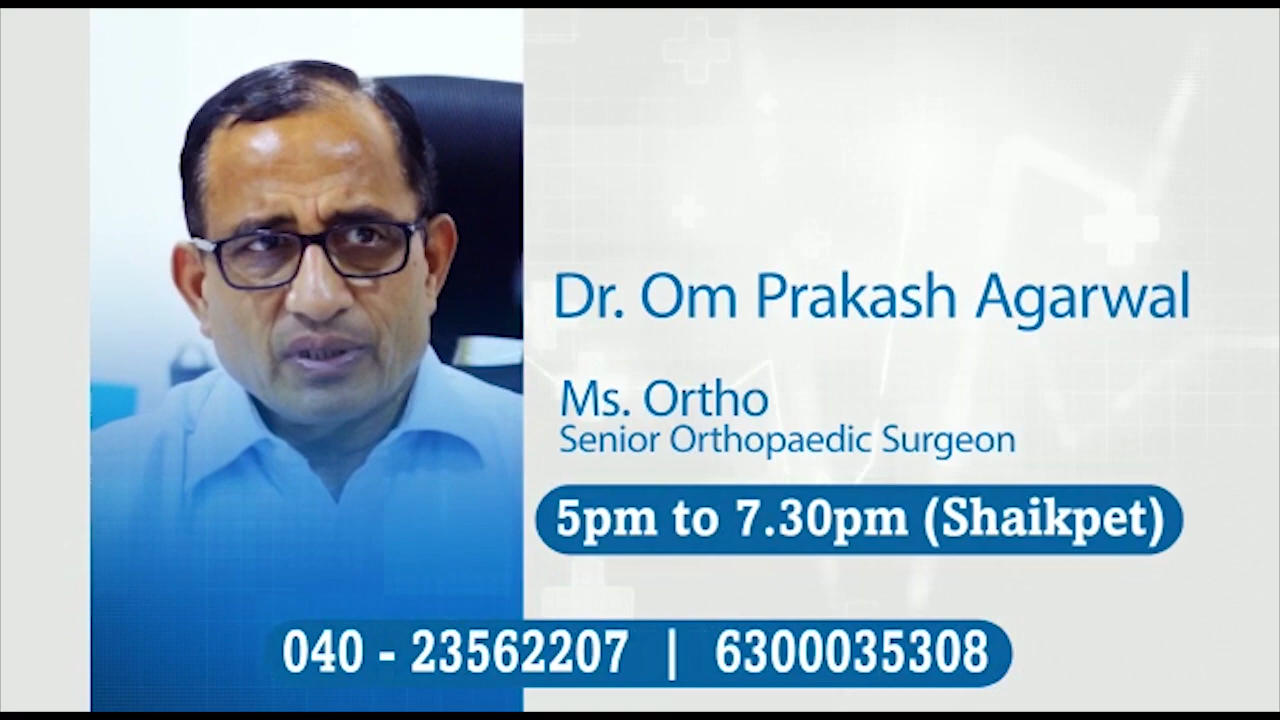 Dr. Om Prakash Agarwal
Ms. Ortho
Senior Orthopaedic Surgeon
5pm to 7.30pm (Shaikpet)
040 - 23562207 | 6300035308